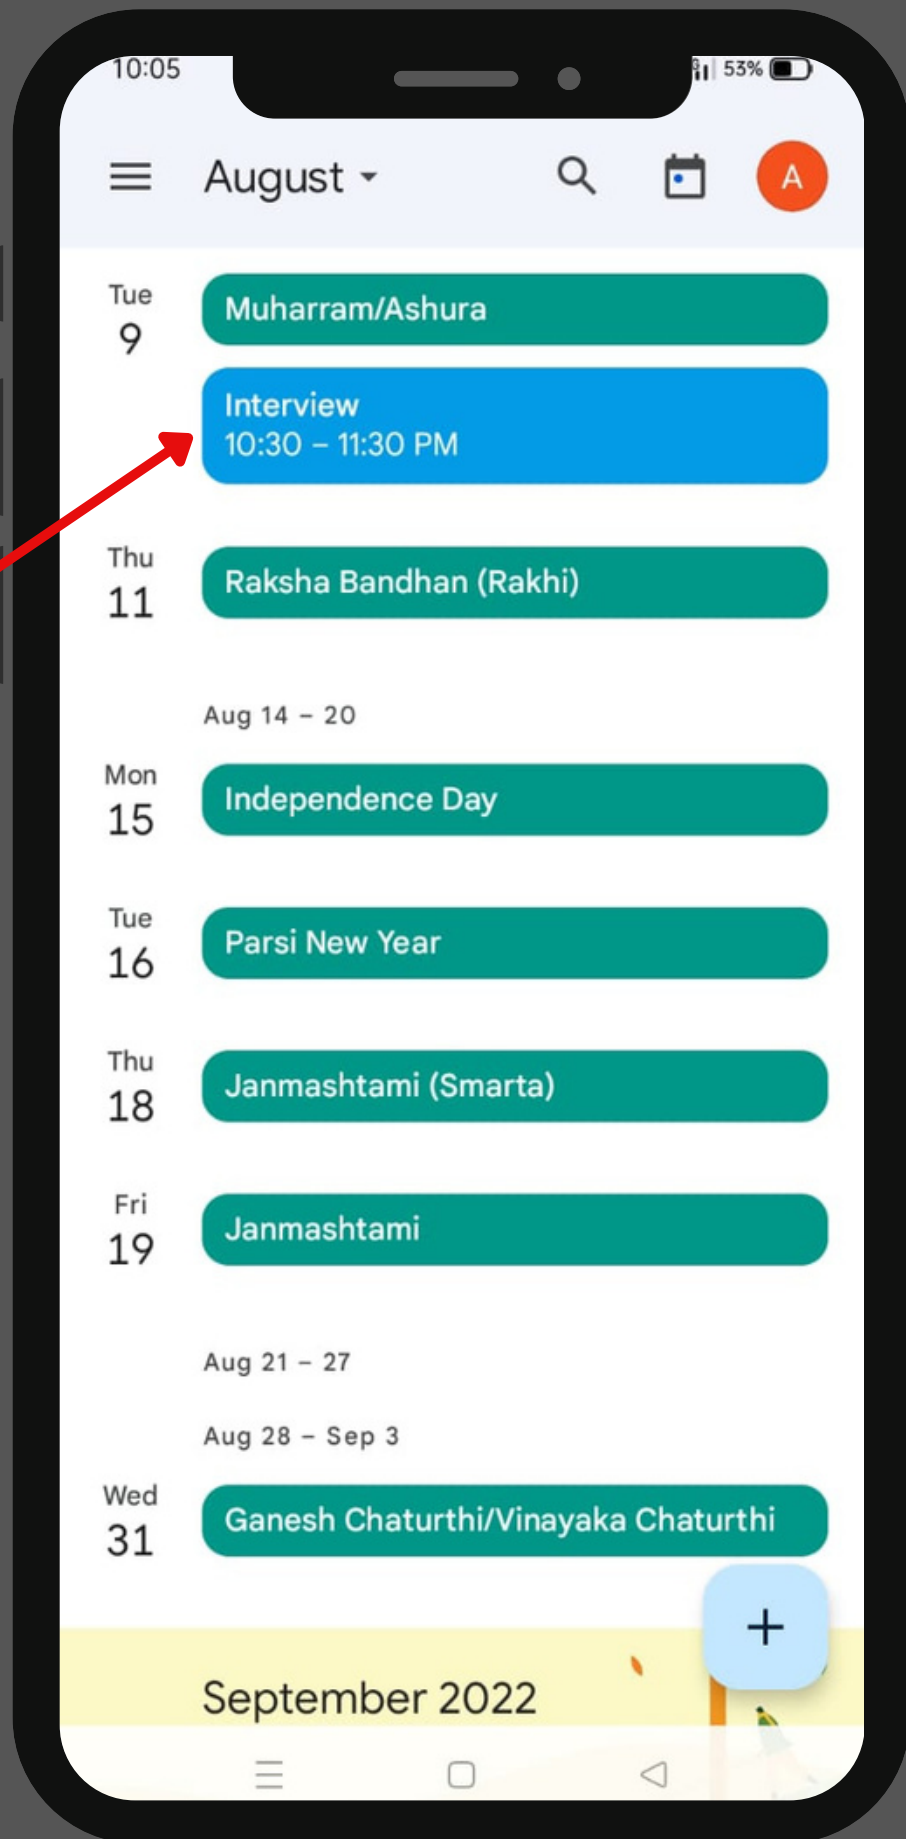 10:05
53%
August
A
Tue
9
Muharram/Ashura
Interview
10:30 – 11:30 PM
Thu
11
Raksha Bandhan (Rakhi)
Aug 14 – 20
Mon
15
Independence Day
Tue
16
Parsi New Year
Thu
18
Janmashtami (Smarta)
Fri
19
Janmashtami
Aug 21 – 27
Aug 28 – Sep 3
Wed
31
Ganesh Chaturthi/Vinayaka Chaturthi
September 2022